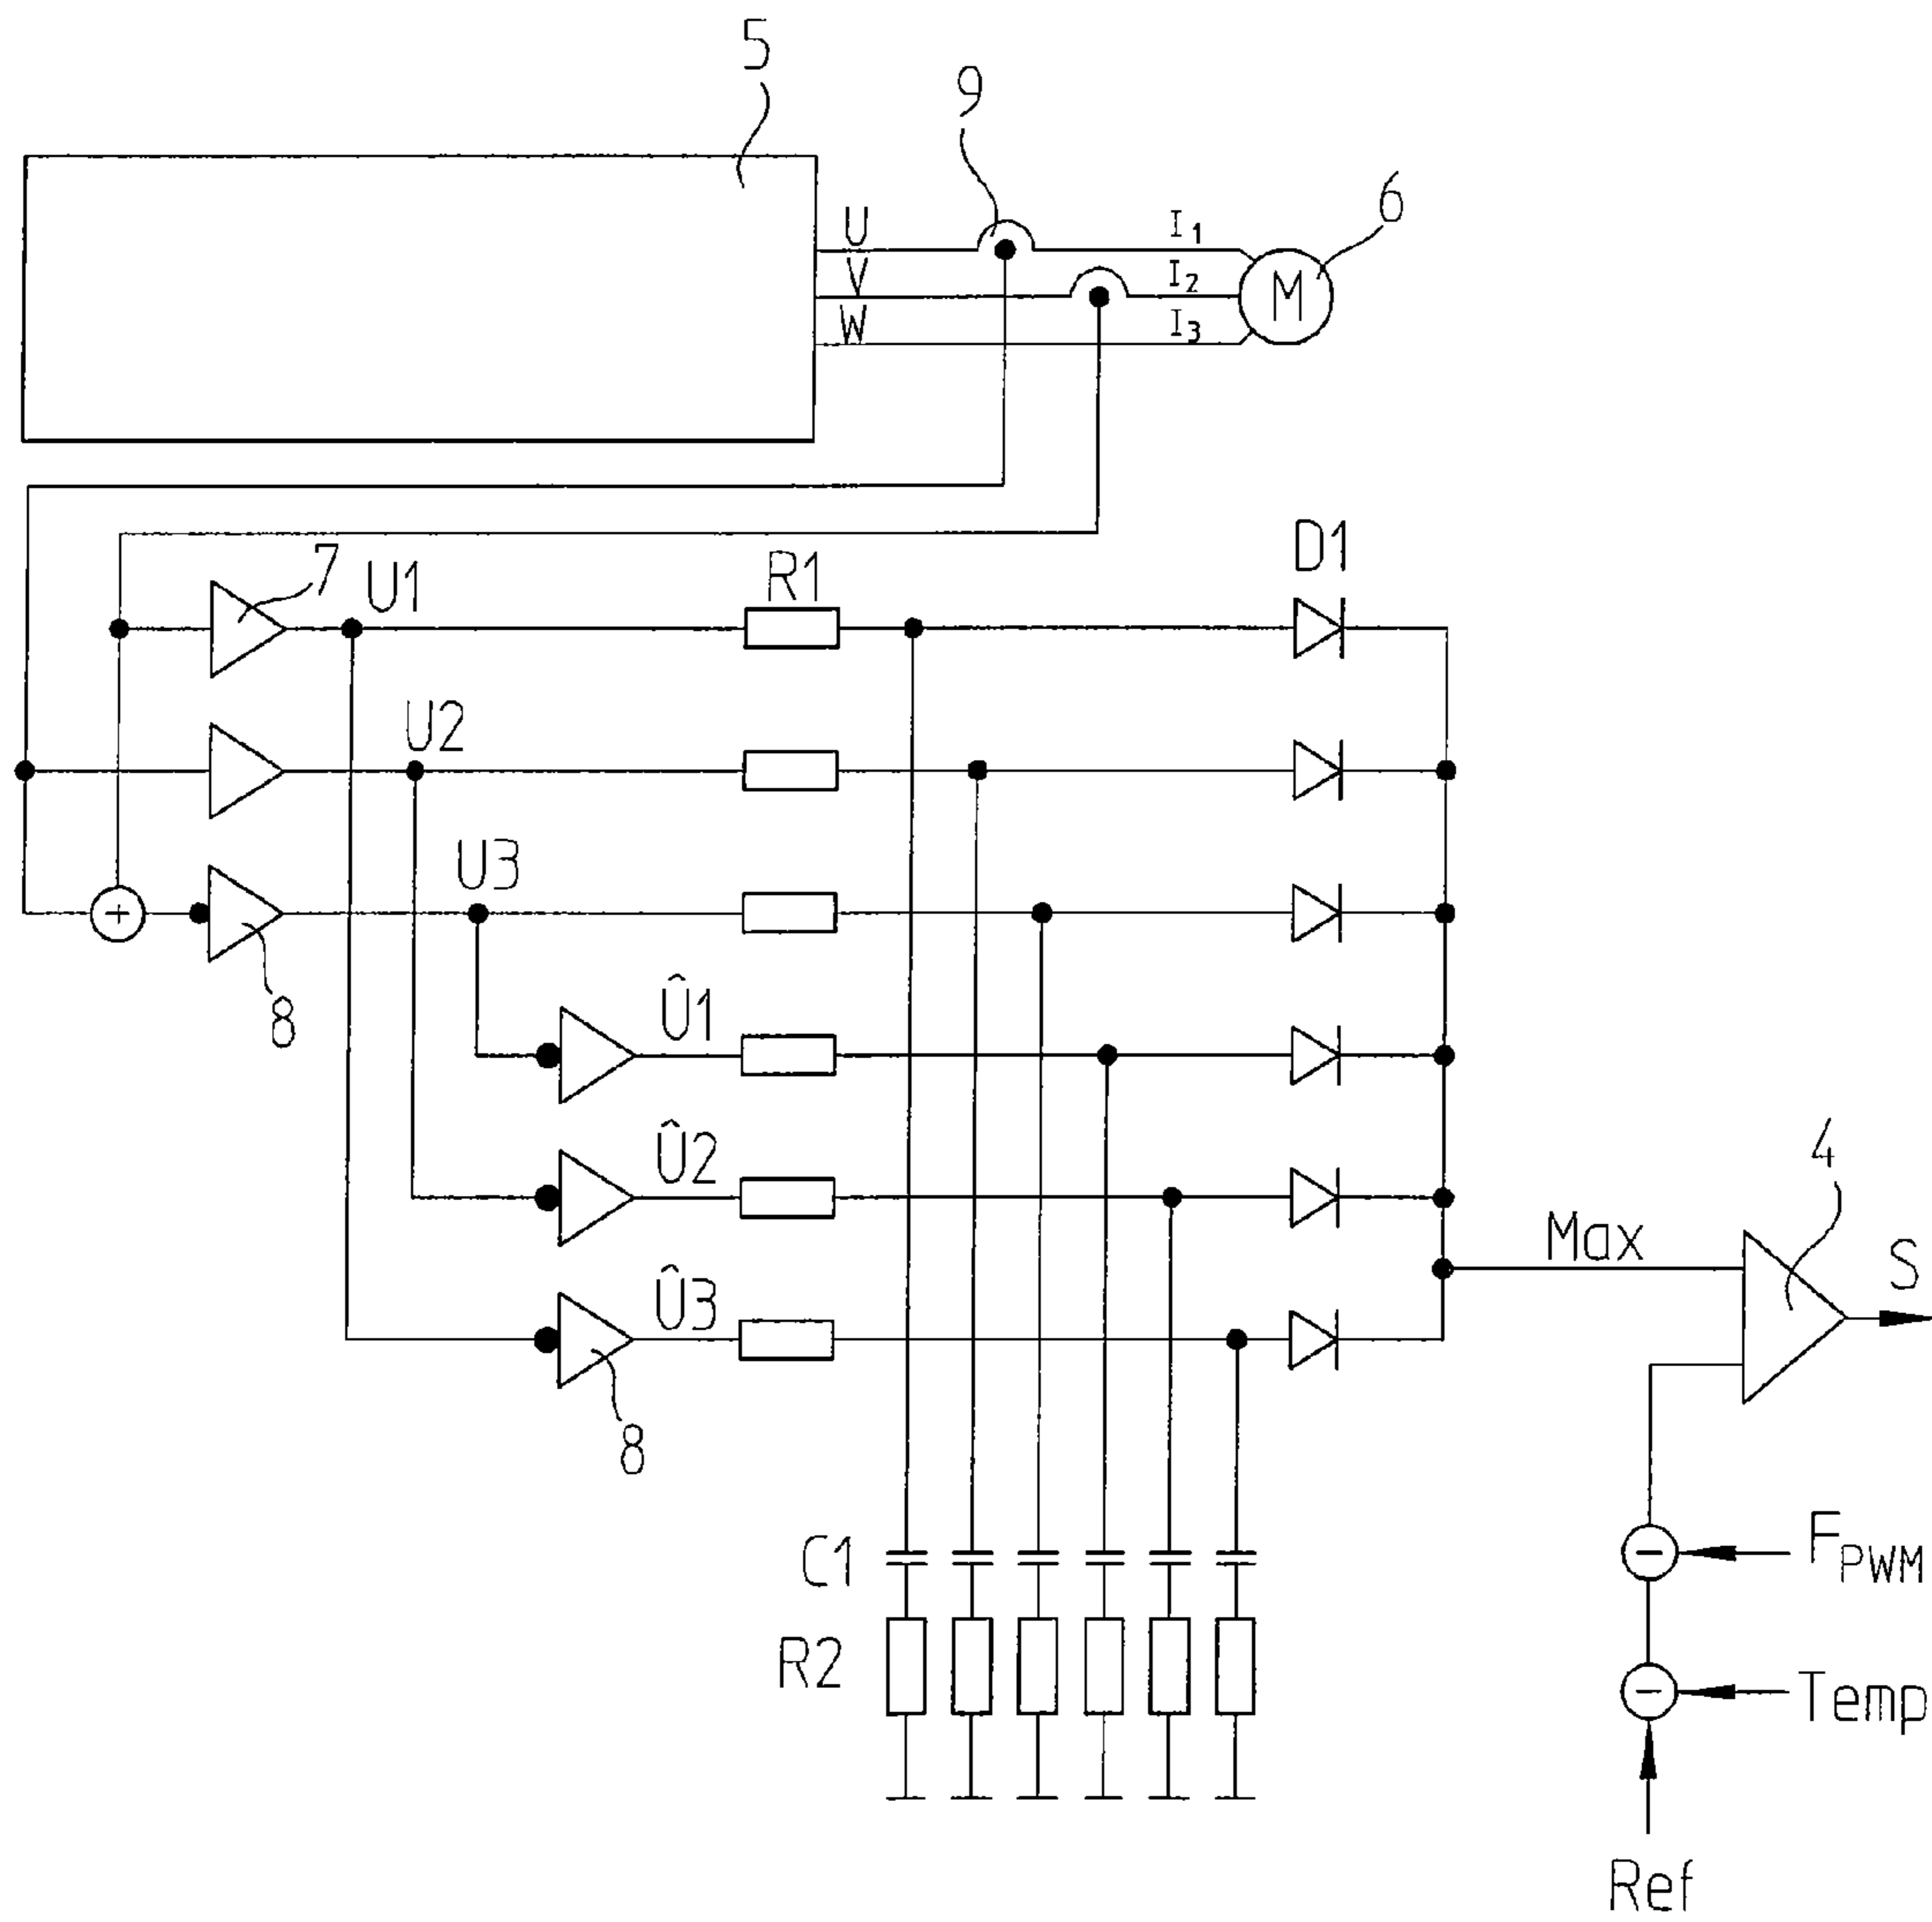 5
9
6
U
I1
V
I2
M
W
I3
7
U1
R1
D1
U2
U3
+
8
Û1
Û2
4
Max
S
Û3
8
C1
− FPWM
R2
− Temp
Ref